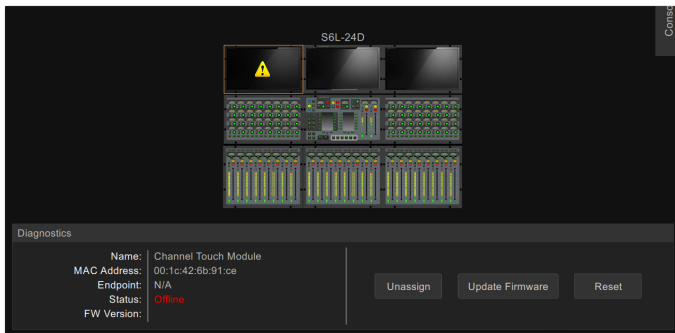 Conso
S6L-24D
Diagnostics
Name: Channel Touch Module
MAC Address: 00:1c:42:6b:91:ce
Endpoint: N/A
Status: Offline
FW Version:
Unassign Update Firmware Reset